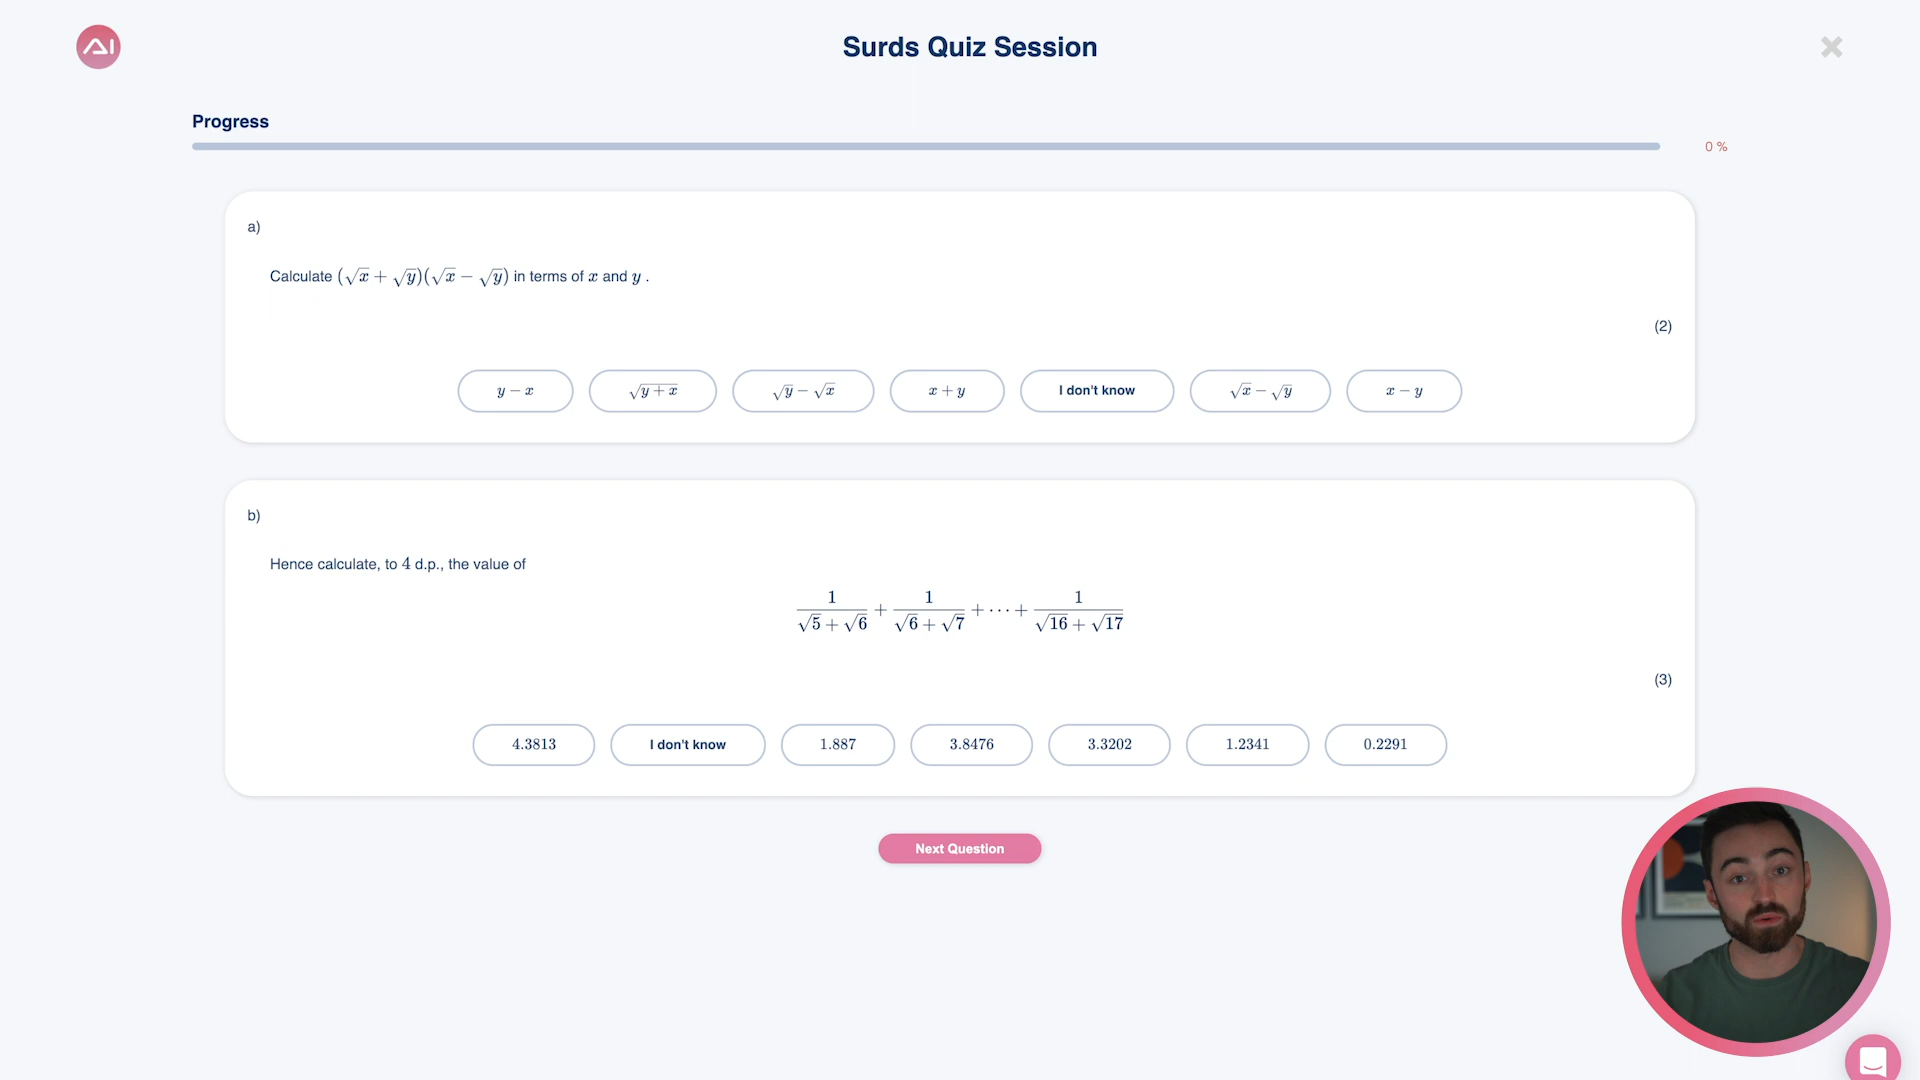 AI
Surds Quiz Session
Progress
0 %
a)
Calculate (√x + √y)(√x − √y) in terms of x and y .
(2)
y − x
√(y + x)
√y − √x
x + y
I don't know
√x − √y
x − y
b)
Hence calculate, to 4 d.p., the value of
1/(√5 + √6) + 1/(√6 + √7) + ⋯ + 1/(√16 + √17)
(3)
4.3813
I don't know
1.887
3.8476
3.3202
1.2341
0.2291
Next Question